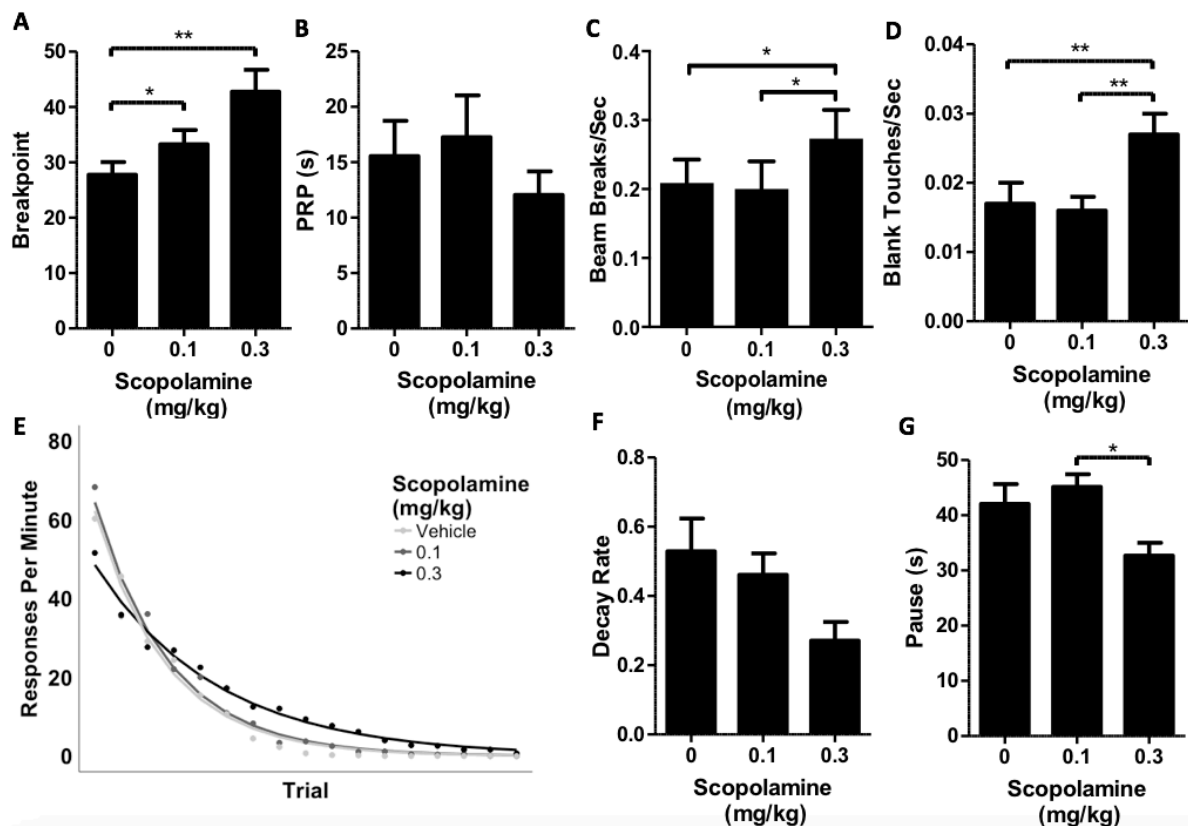 A
Breakpoint
50
40
30
20
10
0
*
**
0 0.1 0.3
Scopolamine
(mg/kg)
B
PRP (s)
25
20
15
10
5
0
0 0.1 0.3
Scopolamine
(mg/kg)
C
Beam Breaks/Sec
0.4
0.3
0.2
0.1
0.0
*
*
0 0.1 0.3
Scopolamine
(mg/kg)
D
Blank Touches/Sec
0.04
0.03
0.02
0.01
0.00
**
**
0 0.1 0.3
Scopolamine
(mg/kg)
E
Responses Per Minute
80
60
40
20
0
Trial
Scopolamine
(mg/kg)
Vehicle
0.1
0.3
F
Decay Rate
0.8
0.6
0.4
0.2
0.0
0 0.1 0.3
Scopolamine
(mg/kg)
G
Pause (s)
50
40
30
20
10
0
*
0 0.1 0.3
Scopolamine
(mg/kg)